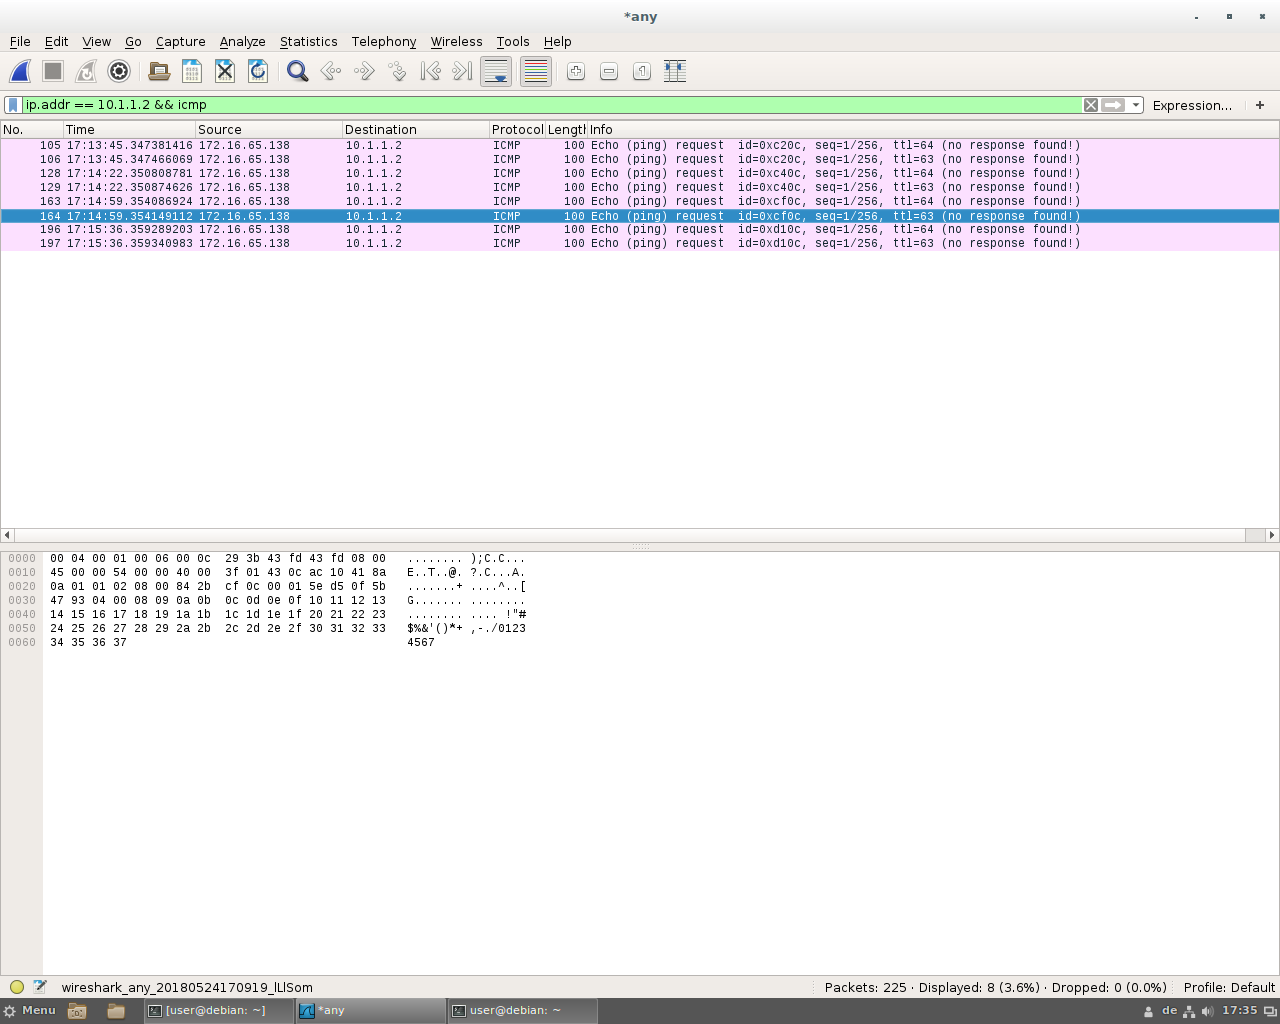 *any
File Edit View Go Capture Analyze Statistics Telephony Wireless Tools Help
ip.addr == 10.1.1.2 && icmp Expression... +
No. Time Source Destination Protocol Length Info
105 17:13:45.347381416 172.16.65.138 10.1.1.2 ICMP 100 Echo (ping) request id=0xc20c, seq=1/256, ttl=64 (no response found!)
106 17:13:45.347466069 172.16.65.138 10.1.1.2 ICMP 100 Echo (ping) request id=0xc20c, seq=1/256, ttl=63 (no response found!)
128 17:14:22.350808781 172.16.65.138 10.1.1.2 ICMP 100 Echo (ping) request id=0xc40c, seq=1/256, ttl=64 (no response found!)
129 17:14:22.350874626 172.16.65.138 10.1.1.2 ICMP 100 Echo (ping) request id=0xc40c, seq=1/256, ttl=63 (no response found!)
163 17:14:59.354086924 172.16.65.138 10.1.1.2 ICMP 100 Echo (ping) request id=0xcf0c, seq=1/256, ttl=64 (no response found!)
164 17:14:59.354149112 172.16.65.138 10.1.1.2 ICMP 100 Echo (ping) request id=0xcf0c, seq=1/256, ttl=63 (no response found!)
196 17:15:36.359289203 172.16.65.138 10.1.1.2 ICMP 100 Echo (ping) request id=0xd10c, seq=1/256, ttl=64 (no response found!)
197 17:15:36.359340983 172.16.65.138 10.1.1.2 ICMP 100 Echo (ping) request id=0xd10c, seq=1/256, ttl=63 (no response found!)
0000 00 04 00 01 00 06 00 0c 29 3b 43 fd 43 fd 08 00 ........ );C.C...
0010 45 00 00 54 00 00 40 00 3f 01 43 0c ac 10 41 8a E..T..@. ?.C...A.
0020 0a 01 01 02 08 00 84 2b cf 0c 00 01 5e d5 0f 5b .......+ ....^..[
0030 47 93 04 00 08 09 0a 0b 0c 0d 0e 0f 10 11 12 13 G....... ........
0040 14 15 16 17 18 19 1a 1b 1c 1d 1e 1f 20 21 22 23 ........ .... !"#
0050 24 25 26 27 28 29 2a 2b 2c 2d 2e 2f 30 31 32 33 $%&'()*+ ,-./0123
0060 34 35 36 37 4567
wireshark_any_20180524170919_lLlSom Packets: 225 · Displayed: 8 (3.6%) · Dropped: 0 (0.0%) Profile: Default
Menu [user@debian: ~] *any user@debian: ~ de 17:35